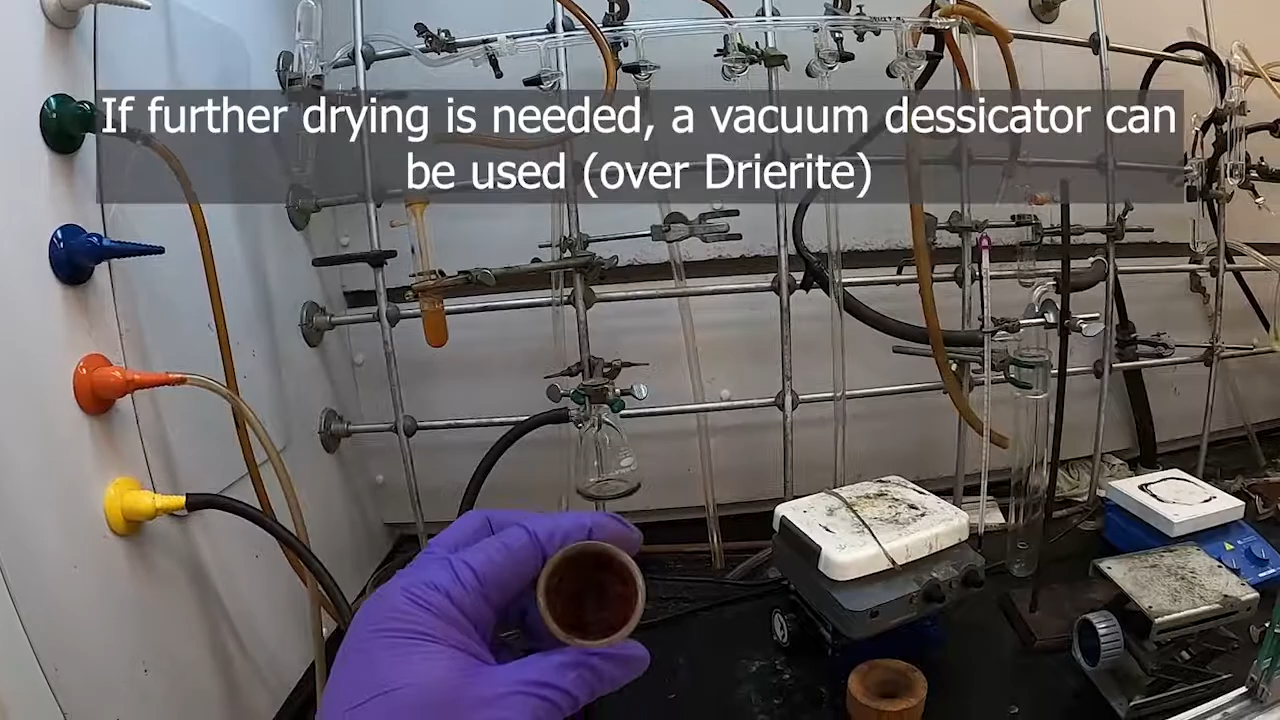 If further drying is needed, a vacuum dessicator can
be used (over Drierite)